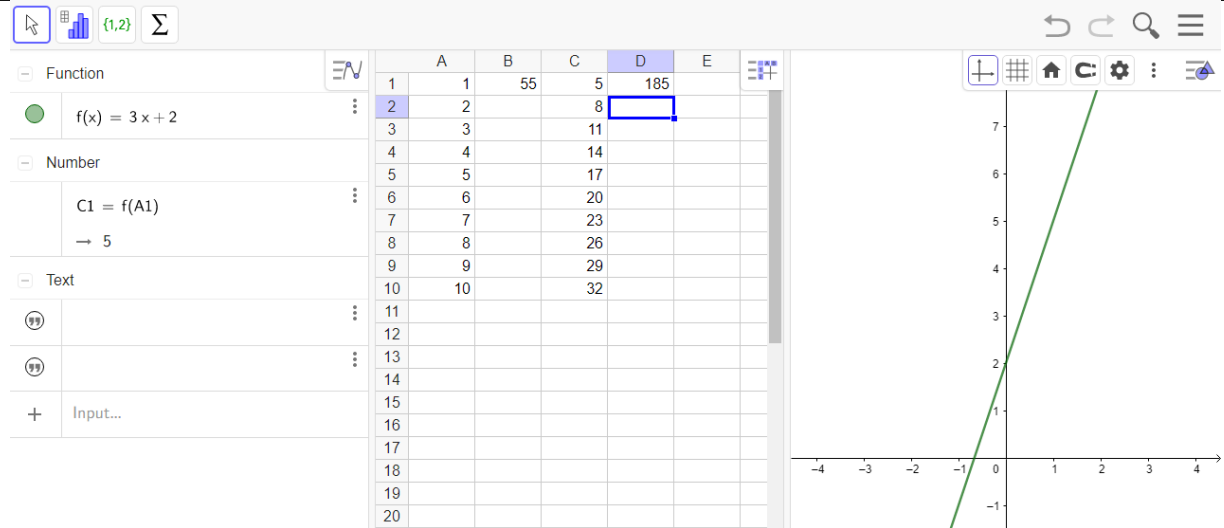 {1,2} Σ
Function
f(x) = 3 x + 2
Number
C1 = f(A1)
→ 5
Text
+ Input...
A B C D E
1 1 55 5 185
2 2 8
3 3 11
4 4 14
5 5 17
6 6 20
7 7 23
8 8 26
9 9 29
10 10 32
11
12
13
14
15
16
17
18
19
20
7
6
5
4
3
2
1
–4 –3 –2 –1 0 1 2 3 4
–1